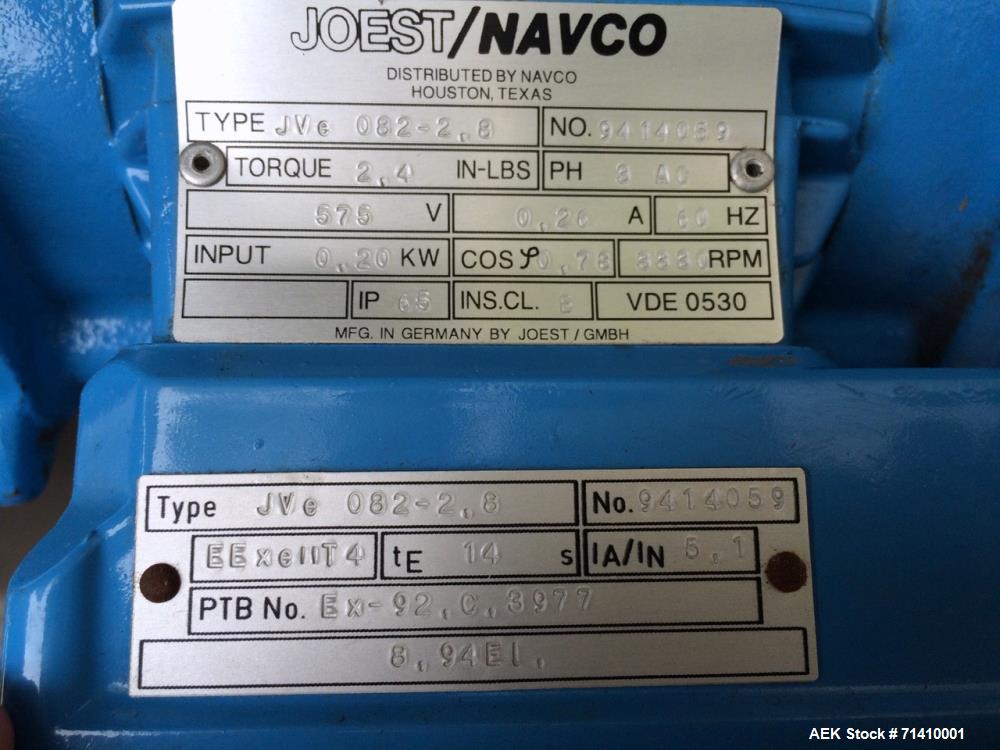 JOEST/NAVCO
DISTRIBUTED BY NAVCO
HOUSTON, TEXAS
TYPE JVe 082-2,8 NO. 9414059
TORQUE 2,4 IN-LBS PH 3 AC
575 V 0,26 A 60 HZ
INPUT 0,20 KW COS φ 0,78 RPM
IP 65 INS.CL. VDE 0530
MFG. IN GERMANY BY JOEST / GMBH
Type JVe 082-2,8 No. 9414059
EExeIIT4 tE 14 s IA/IN 5,1
PTB No. Ex-92.C.3977
8,94El.
AEK Stock # 71410001